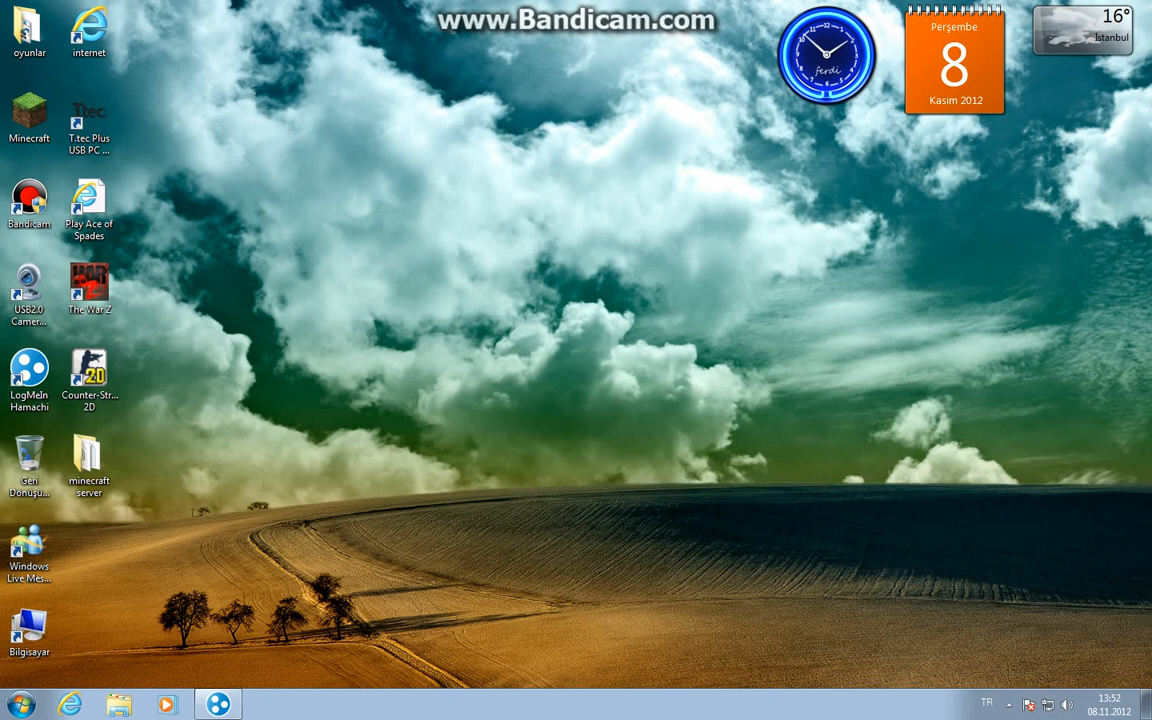 www.Bandicam.com
oyunlar
internet
Minecraft
T.tec Plus
USB PC ...
Bandicam
Play Ace of
Spades
USB2.0
Camer...
The War Z
LogMeIn
Hamachi
Counter-Str...
2D
Geri
Dönüşü...
minecraft
server
Windows
Live Mes...
Bilgisayar
ferdi
Perşembe
8
Kasım 2012
16°
İstanbul
TR
13:52
08.11.2012